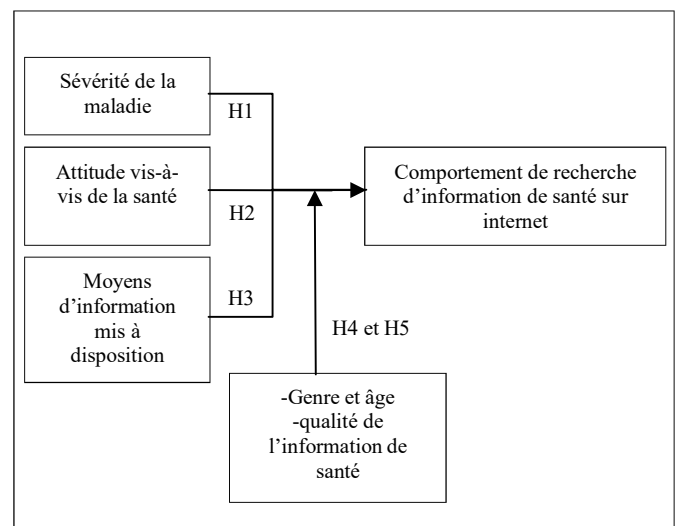 Sévérité de la
maladie
H1
Attitude vis-à-
vis de la santé
H2
Comportement de recherche
d’information de santé sur
internet
Moyens
d’information
mis à
disposition
H3
H4 et H5
-Genre et âge
-qualité de
l’information de
santé